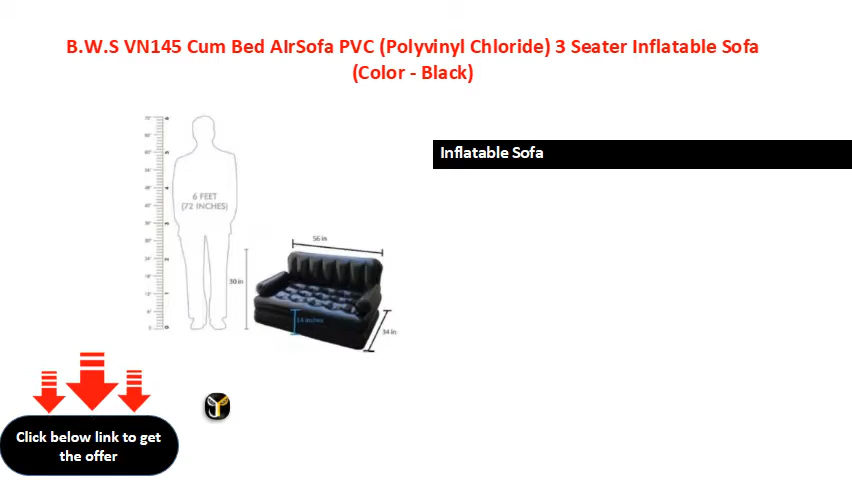 B.W.S VN145 Cum Bed AIrSofa PVC (Polyvinyl Chloride) 3 Seater Inflatable Sofa
(Color - Black)
Inflatable Sofa
6 FEET
(72 INCHES)
56 in
30 in
14 inches
34 in
Click below link to get
the offer